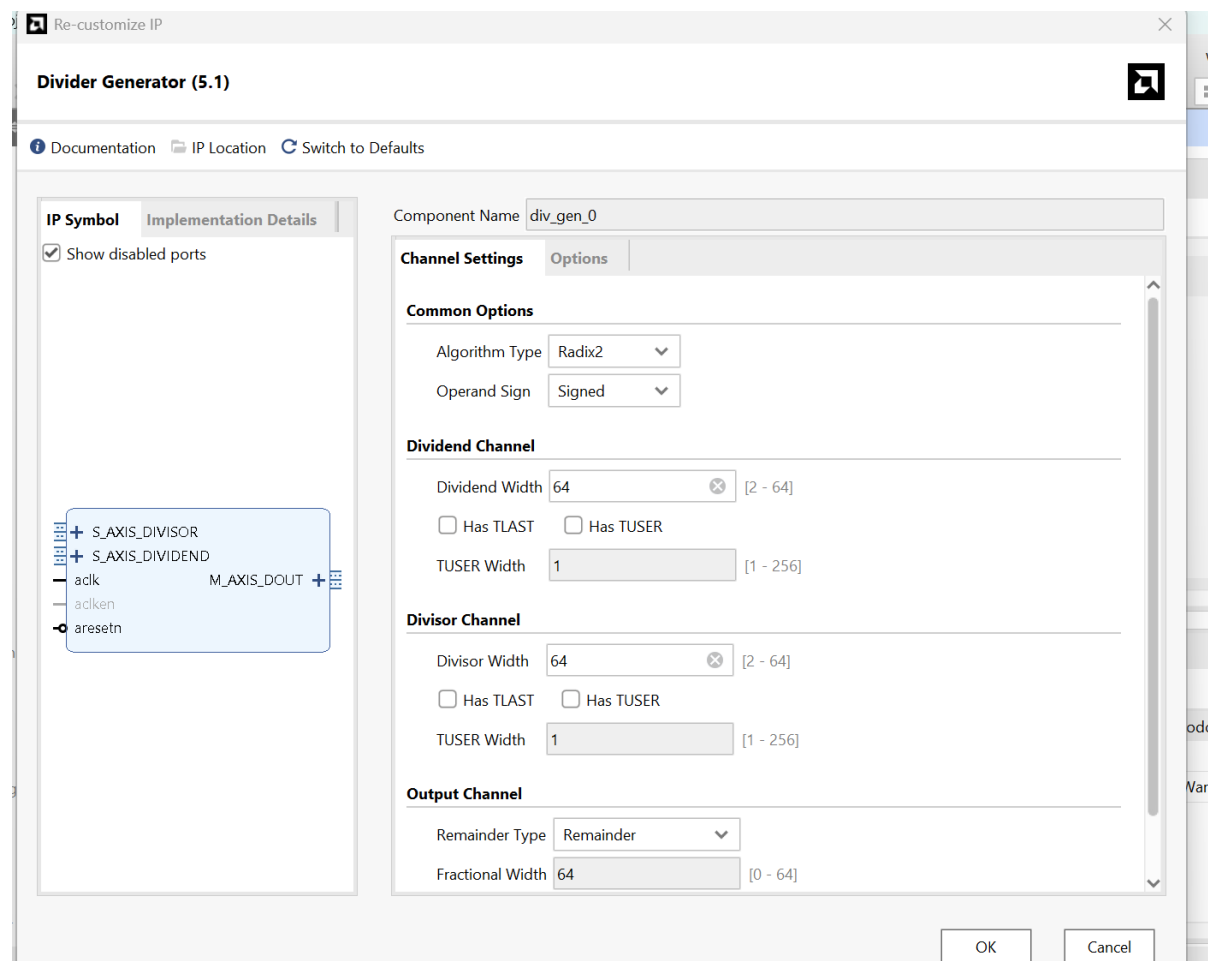 Re-customize IP
Divider Generator (5.1)
Documentation IP Location Switch to Defaults
IP Symbol Implementation Details
Show disabled ports
S_AXIS_DIVISOR
S_AXIS_DIVIDEND
aclk M_AXIS_DOUT
aclken
aresetn
Component Name div_gen_0
Channel Settings Options
Common Options
Algorithm Type Radix2
Operand Sign Signed
Dividend Channel
Dividend Width 64 [2 - 64]
Has TLAST Has TUSER
TUSER Width 1 [1 - 256]
Divisor Channel
Divisor Width 64 [2 - 64]
Has TLAST Has TUSER
TUSER Width 1 [1 - 256]
Output Channel
Remainder Type Remainder
Fractional Width 64 [0 - 64]
OK Cancel